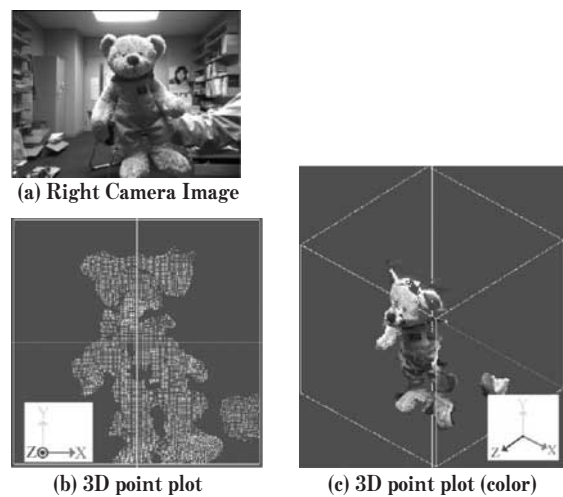 (a) Right Camera Image
Y
Z X
(b) 3D point plot
Y
Z X
(c) 3D point plot (color)